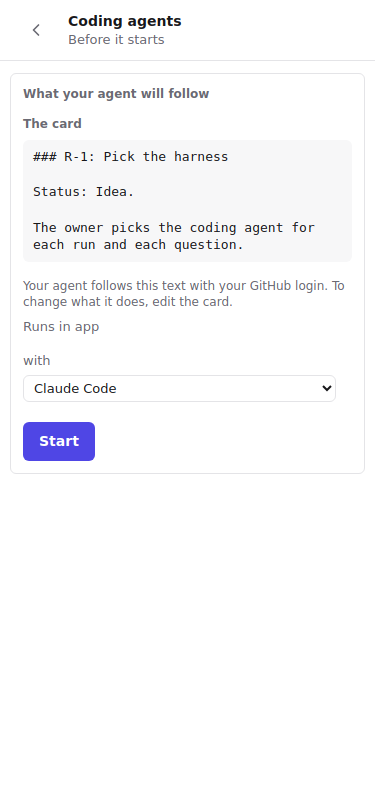 Coding agents
Before it starts
What your agent will follow
The card
### R-1: Pick the harness
Status: Idea.
The owner picks the coding agent for
each run and each question.
Your agent follows this text with your GitHub login. To
change what it does, edit the card.
Runs in app
with
Claude Code
Start